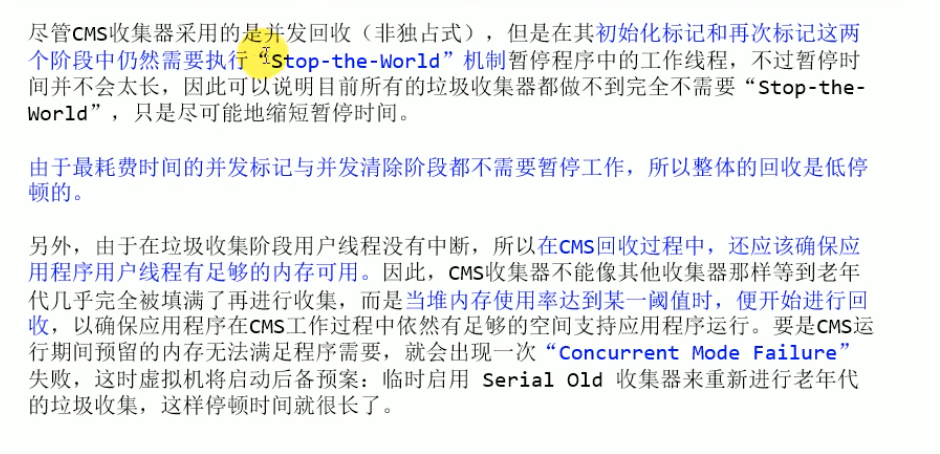 尽管CMS收集器采用的是并发回收（非独占式），但是在其初始化标记和再次标记这两
个阶段中仍然需要执行“Stop-the-World”机制暂停程序中的工作线程，不过暂停时
间并不会太长，因此可以说明目前所有的垃圾收集器都做不到完全不需要“Stop-the-
World”，只是尽可能地缩短暂停时间。
由于最耗费时间的并发标记与并发清除阶段都不需要暂停工作，所以整体的回收是低停
顿的。
另外，由于在垃圾收集阶段用户线程没有中断，所以在CMS回收过程中，还应该确保应
用程序用户线程有足够的内存可用。因此，CMS收集器不能像其他收集器那样等到老年
代几乎完全被填满了再进行收集，而是当堆内存使用率达到某一阈值时，便开始进行回
收，以确保应用程序在CMS工作过程中依然有足够的空间支持应用程序运行。要是CMS运
行期间预留的内存无法满足程序需要，就会出现一次“Concurrent Mode Failure”
失败，这时虚拟机将启动后备预案：临时启用 Serial Old 收集器来重新进行老年代
的垃圾收集，这样停顿时间就很长了。